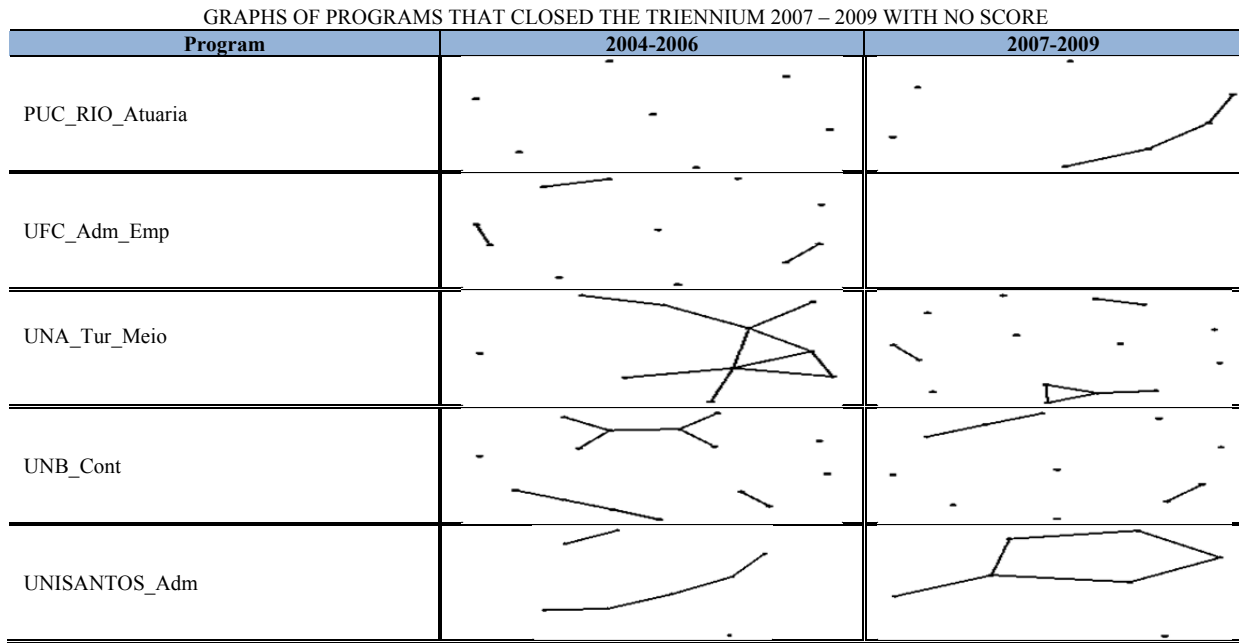 GRAPHS OF PROGRAMS THAT CLOSED THE TRIENNIUM 2007 – 2009 WITH NO SCORE
Program 2004-2006 2007-2009
PUC_RIO_Atuaria
UFC_Adm_Emp
UNA_Tur_Meio
UNB_Cont
UNISANTOS_Adm